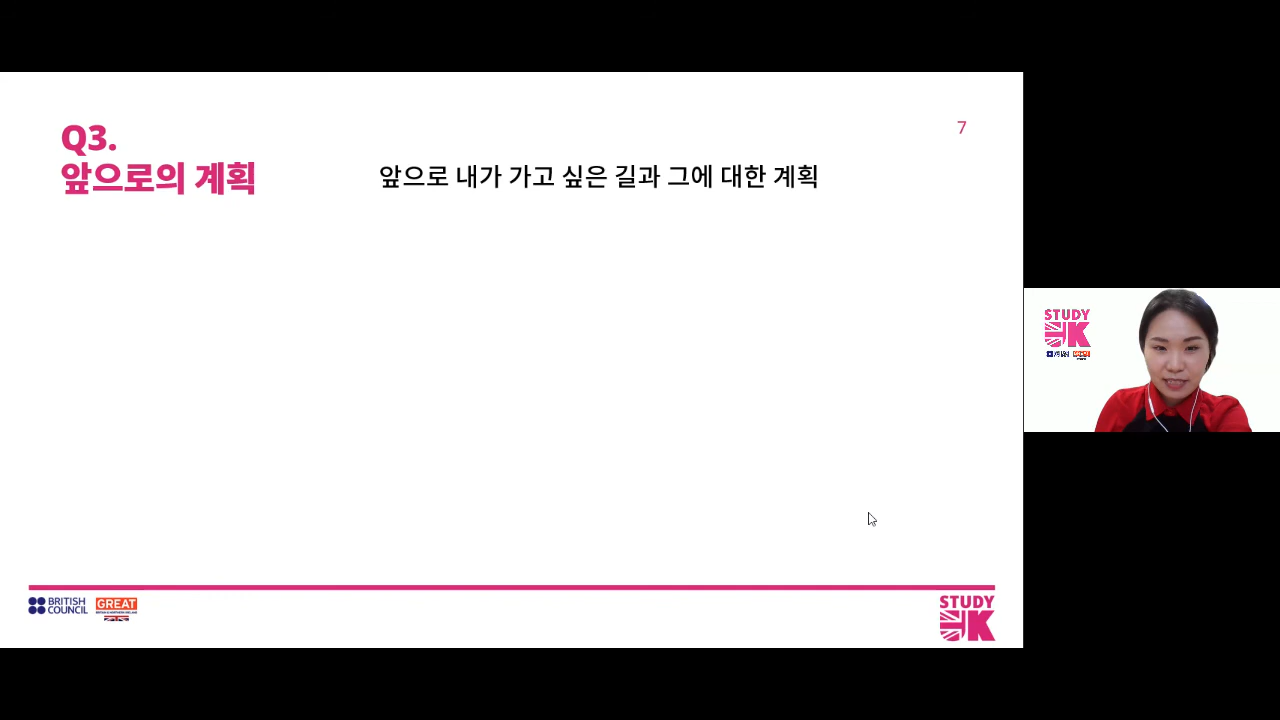 Q3.
앞으로의 계획
7
앞으로 내가 가고 싶은 길과 그에 대한 계획
STUDY
UK
BRITISH
COUNCIL
GREAT
STUDY
UK